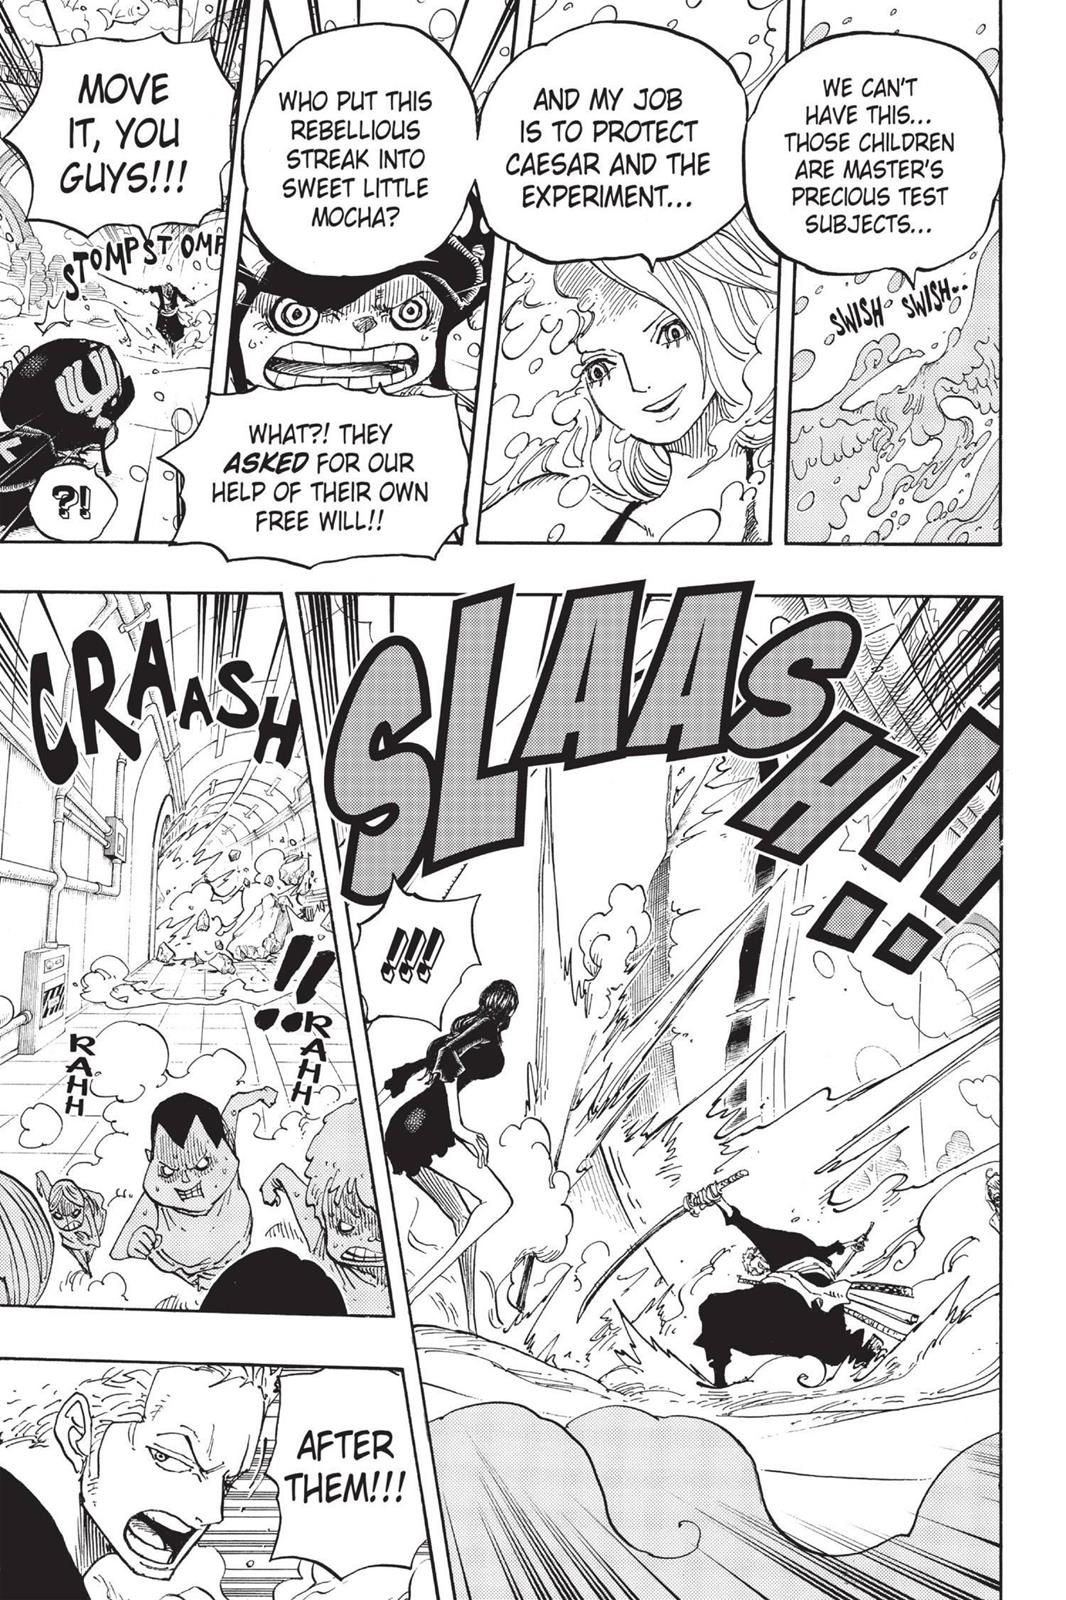 WE CAN'T
HAVE THIS...
THOSE CHILDREN
ARE MASTER'S
PRECIOUS TEST
SUBJECTS...
SWISH SWISH..
AND MY JOB
IS TO PROTECT
CAESAR AND THE
EXPERIMENT...
WHO PUT THIS
REBELLIOUS
STREAK INTO
SWEET LITTLE
MOCHA?
WHAT?! THEY
ASKED FOR OUR
HELP OF THEIR OWN
FREE WILL!!
MOVE
IT, YOU
GUYS!!!
STOMPSTOMP
?!
SLAASH!!
!!!
CRAASH
!!
RAHH
RAHH
AFTER
THEM!!!